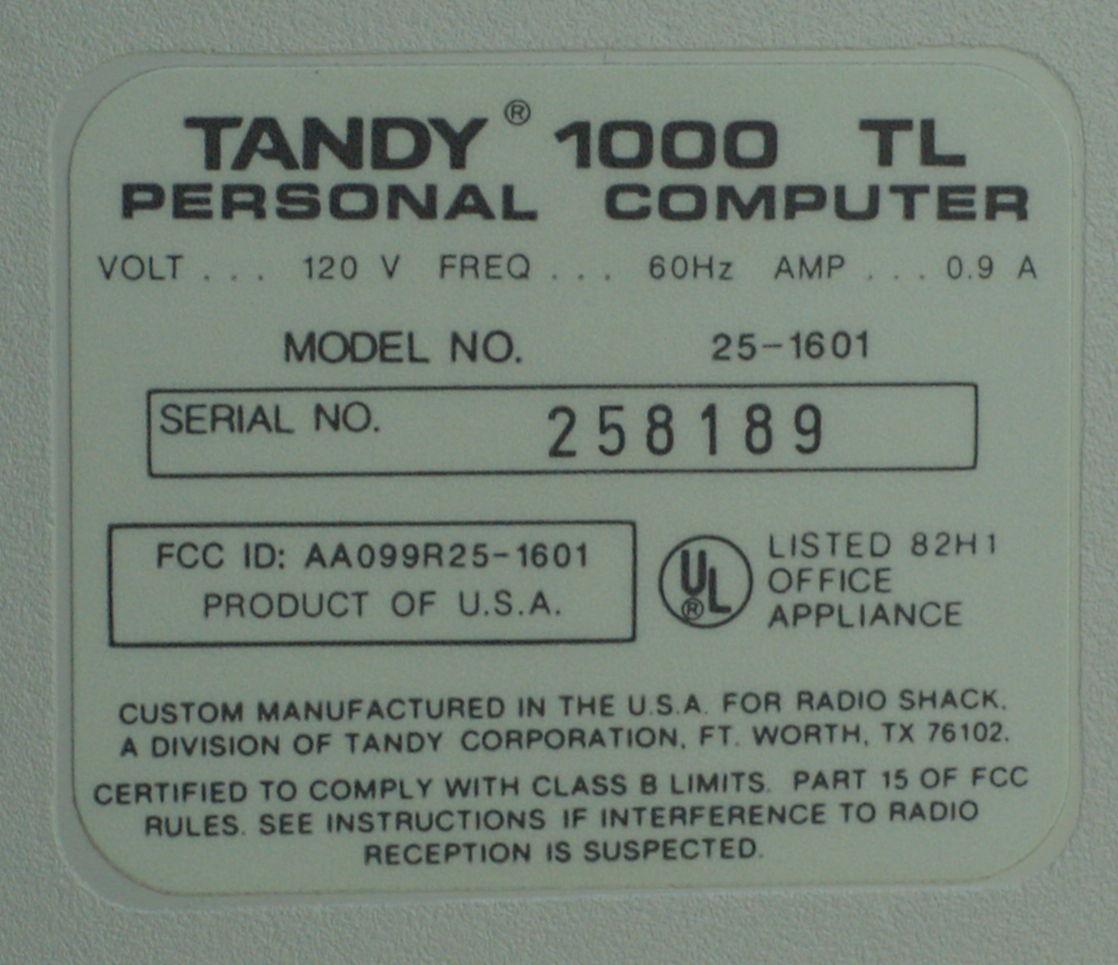 TANDY® 1000 TL
PERSONAL COMPUTER
VOLT ... 120 V FREQ ... 60Hz AMP ... 0.9 A
MODEL NO. 25-1601
SERIAL NO. 258189
FCC ID: AA099R25-1601
PRODUCT OF U.S.A.
UL®
LISTED 82H1
OFFICE
APPLIANCE
CUSTOM MANUFACTURED IN THE U.S.A. FOR RADIO SHACK.
A DIVISION OF TANDY CORPORATION, FT. WORTH, TX 76102.
CERTIFIED TO COMPLY WITH CLASS B LIMITS. PART 15 OF FCC
RULES. SEE INSTRUCTIONS IF INTERFERENCE TO RADIO
RECEPTION IS SUSPECTED.